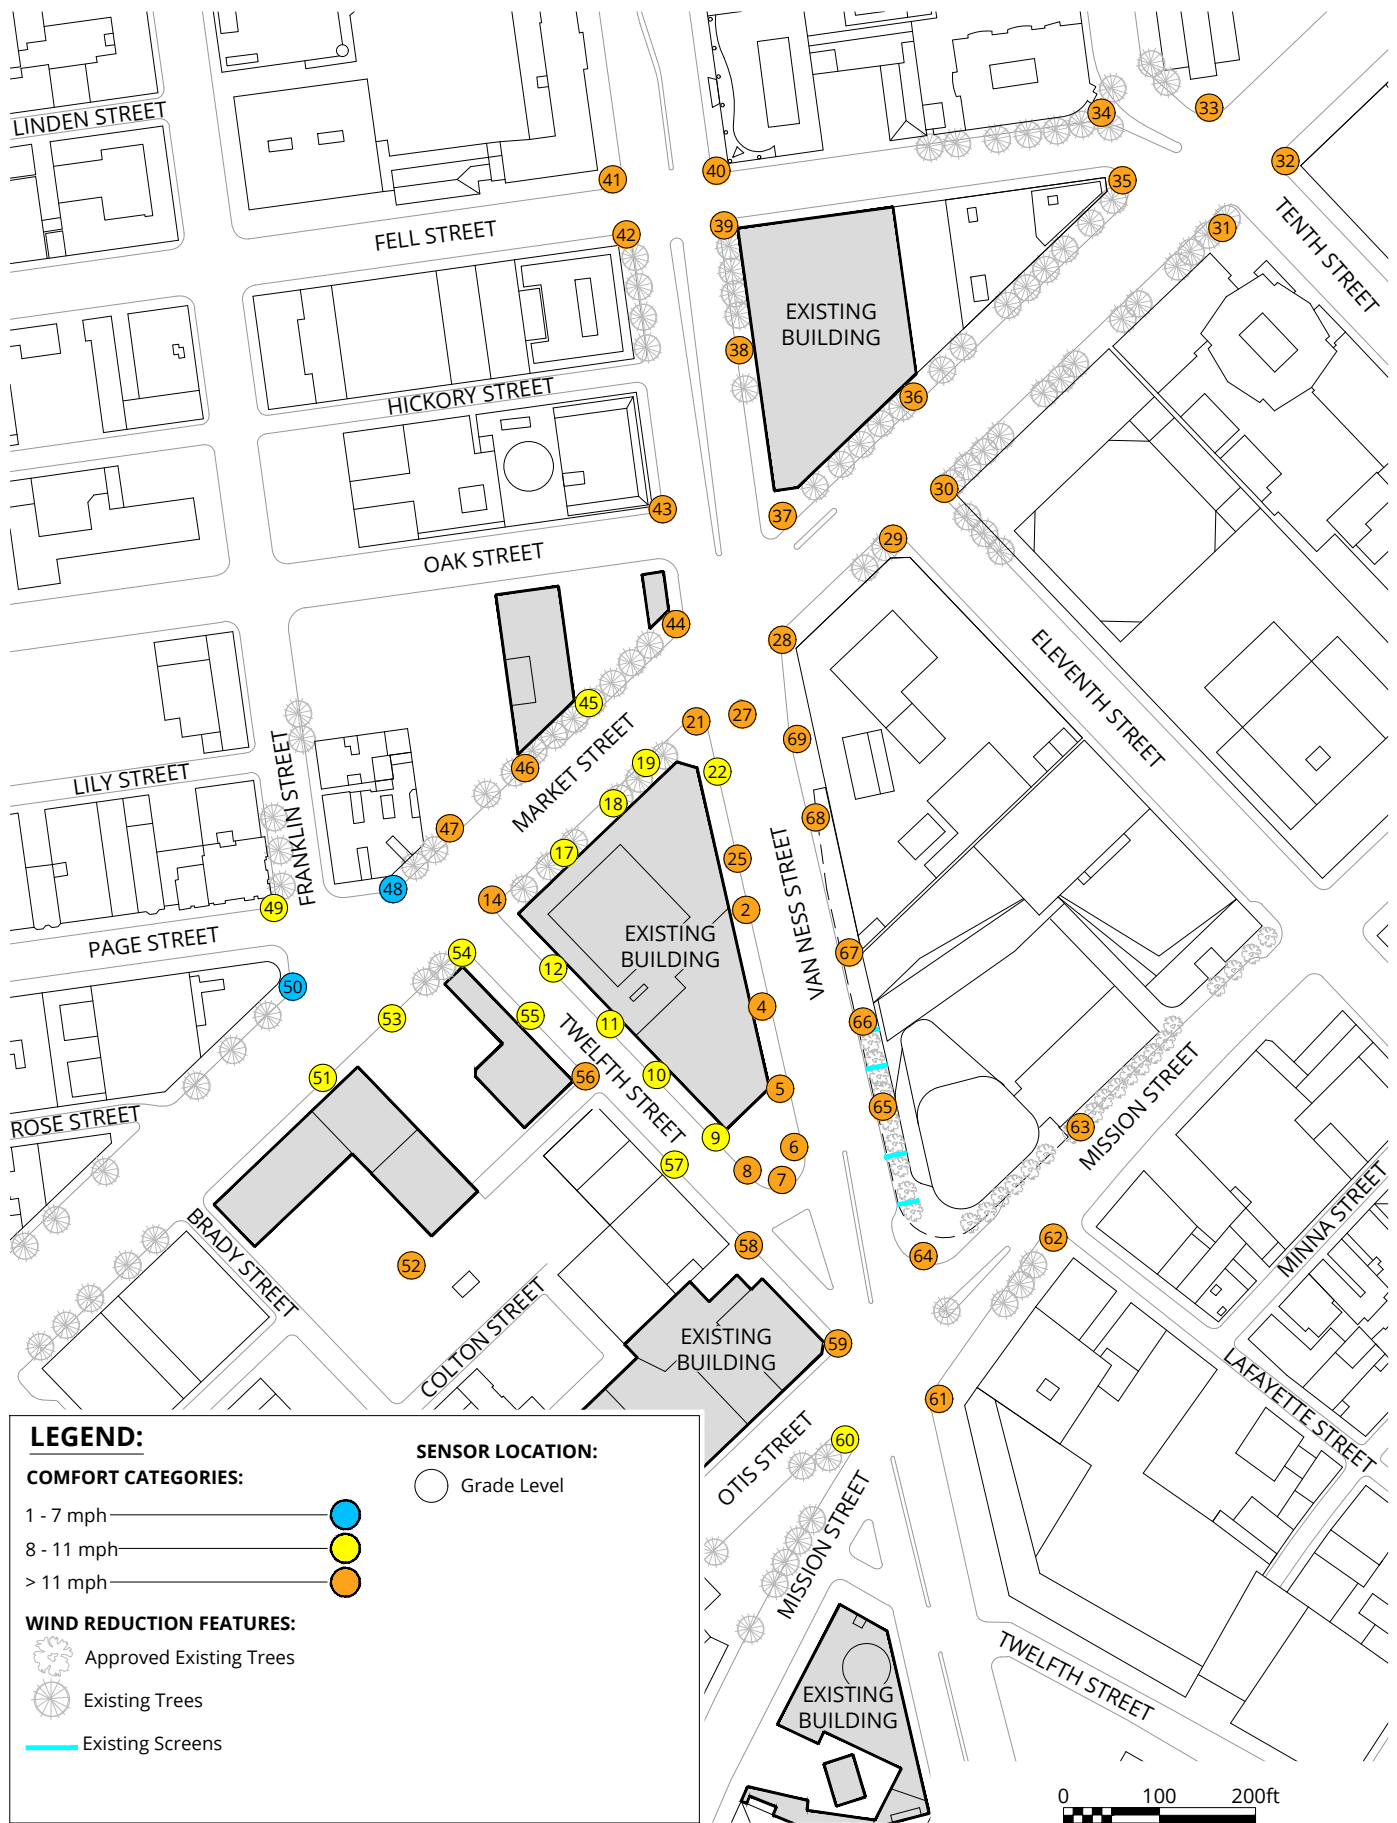 LINDEN STREET
34
33
32
40
41
35
39
31
42
FELL STREET
TENTH STREET
EXISTING
BUILDING
38
HICKORY STREET
36
30
43
37
29
OAK STREET
44
28
ELEVENTH STREET
45
27
21
69
46
MARKET STREET
19
22
LILY STREET
FRANKLIN STREET
18
68
47
17
25
VAN NESS STREET
48
14
49
2
PAGE STREET
EXISTING
BUILDING
54
67
12
50
4
53
55
11
66
TWELFTH STREET
51
56
10
5
65
ROSE STREET
63
MISSION STREET
9
6
57
8
7
BRADY STREET
MINNA STREET
58
62
64
52
COLTON STREET
EXISTING
BUILDING
59
LAFAYETTE STREET
61
60
OTIS STREET
MISSION STREET
TWELFTH STREET
EXISTING
BUILDING
LEGEND:
COMFORT CATEGORIES:
1 - 7 mph
8 - 11 mph
> 11 mph
WIND REDUCTION FEATURES:
Approved Existing Trees
Existing Trees
Existing Screens
SENSOR LOCATION:
Grade Level
0 100 200ft